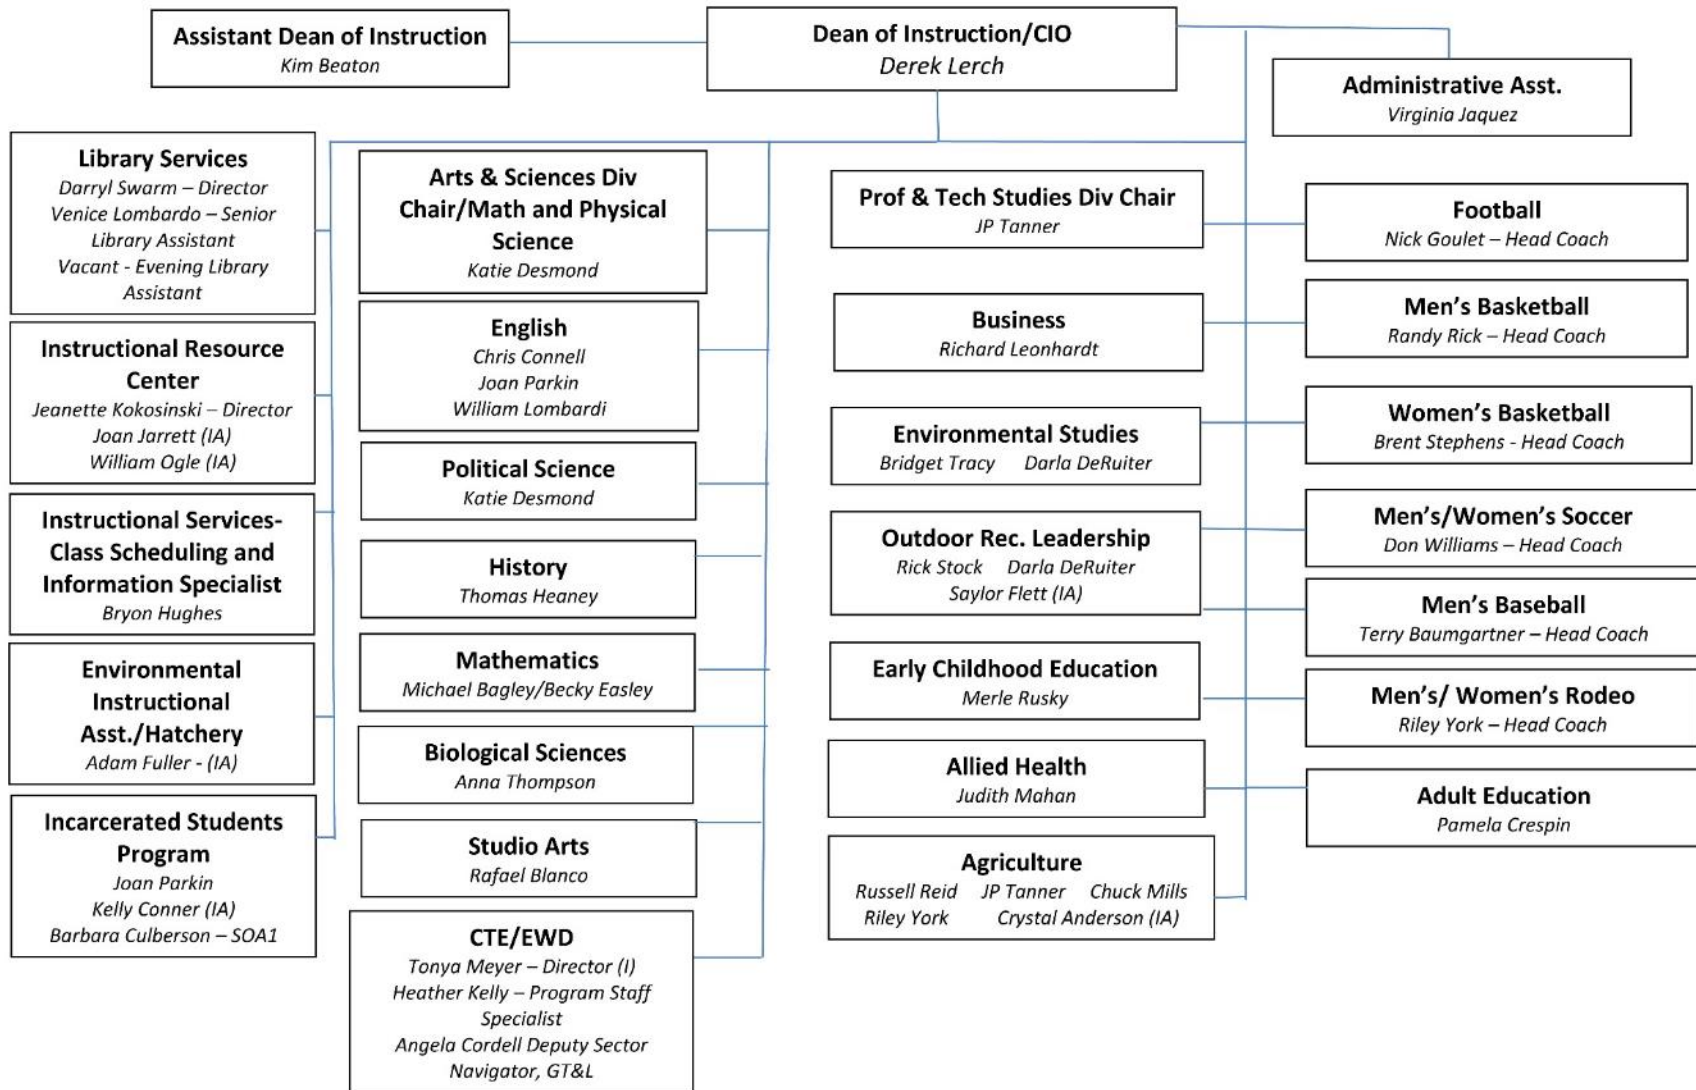 Assistant Dean of Instruction
Kim Beaton
Dean of Instruction/CIO
Derek Lerch
Administrative Asst.
Virginia Jaquez
Library Services
Darryl Swarm – Director
Venice Lombardo – Senior
Library Assistant
Vacant - Evening Library
Assistant
Instructional Resource
Center
Jeanette Kokosinski – Director
Joan Jarrett (IA)
William Ogle (IA)
Instructional Services-
Class Scheduling and
Information Specialist
Bryon Hughes
Environmental
Instructional
Asst./Hatchery
Adam Fuller - (IA)
Incarcerated Students
Program
Joan Parkin
Kelly Conner (IA)
Barbara Culberson – SOA1
Arts & Sciences Div
Chair/Math and Physical
Science
Katie Desmond
English
Chris Connell
Joan Parkin
William Lombardi
Political Science
Katie Desmond
History
Thomas Heaney
Mathematics
Michael Bagley/Becky Easley
Biological Sciences
Anna Thompson
Studio Arts
Rafael Blanco
CTE/EWD
Tonya Meyer – Director (I)
Heather Kelly – Program Staff
Specialist
Angela Cordell Deputy Sector
Navigator, GT&L
Prof & Tech Studies Div Chair
JP Tanner
Business
Richard Leonhardt
Environmental Studies
Bridget Tracy Darla DeRuiter
Outdoor Rec. Leadership
Rick Stock Darla DeRuiter
Saylor Flett (IA)
Early Childhood Education
Merle Rusky
Allied Health
Judith Mahan
Agriculture
Russell Reid JP Tanner Chuck Mills
Riley York Crystal Anderson (IA)
Football
Nick Goulet – Head Coach
Men’s Basketball
Randy Rick – Head Coach
Women’s Basketball
Brent Stephens - Head Coach
Men’s/Women’s Soccer
Don Williams – Head Coach
Men’s Baseball
Terry Baumgartner – Head Coach
Men’s/ Women’s Rodeo
Riley York – Head Coach
Adult Education
Pamela Crespin